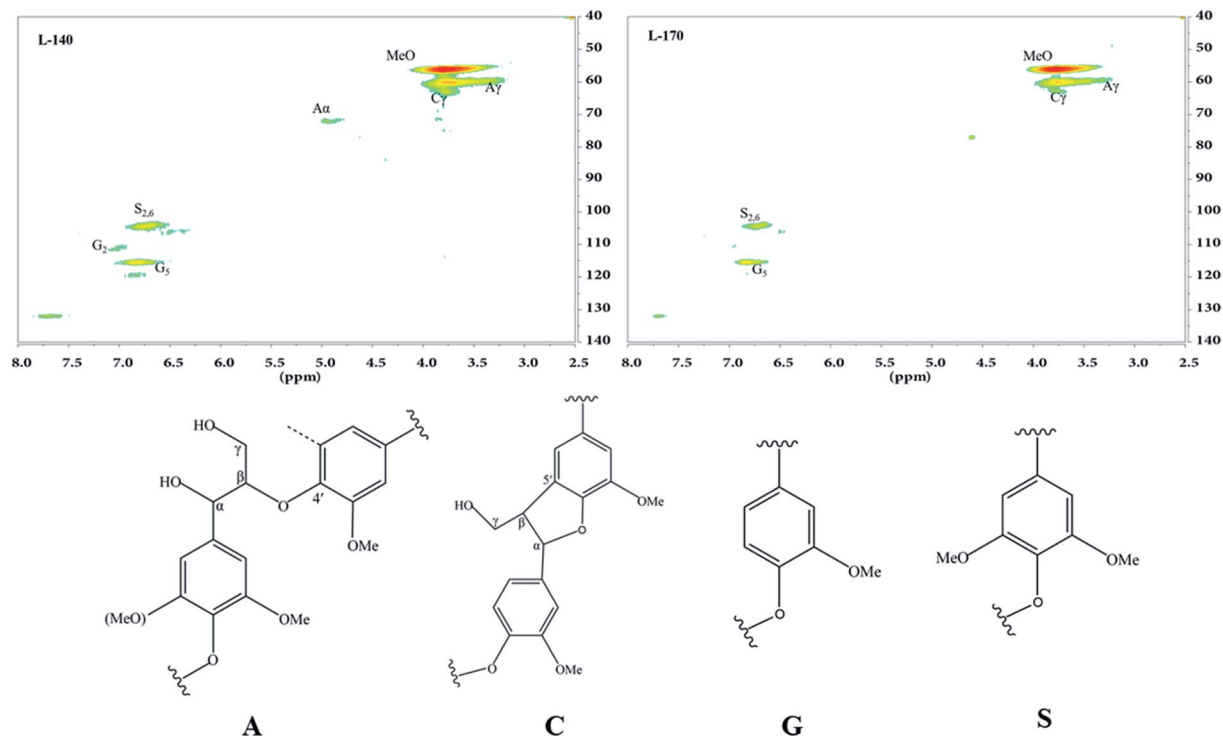 L-140
MeO
Cγ
Aγ
Aα
S2,6
G2
G5
8.0 7.5 7.0 6.5 6.0 5.5 5.0 4.5 4.0 3.5 3.0 2.5
(ppm)
40
50
60
70
80
90
100
110
120
130
140
L-170
MeO
Cγ
Aγ
S2,6
G5
8.0 7.5 7.0 6.5 6.0 5.5 5.0 4.5 4.0 3.5 3.0 2.5
(ppm)
40
50
60
70
80
90
100
110
120
130
140
HO
γ
HO
β
α
O
4'
OMe
(MeO)
OMe
O
A
5'
HO
γ
β
OMe
O
α
O
OMe
C
OMe
O
G
MeO
OMe
O
S